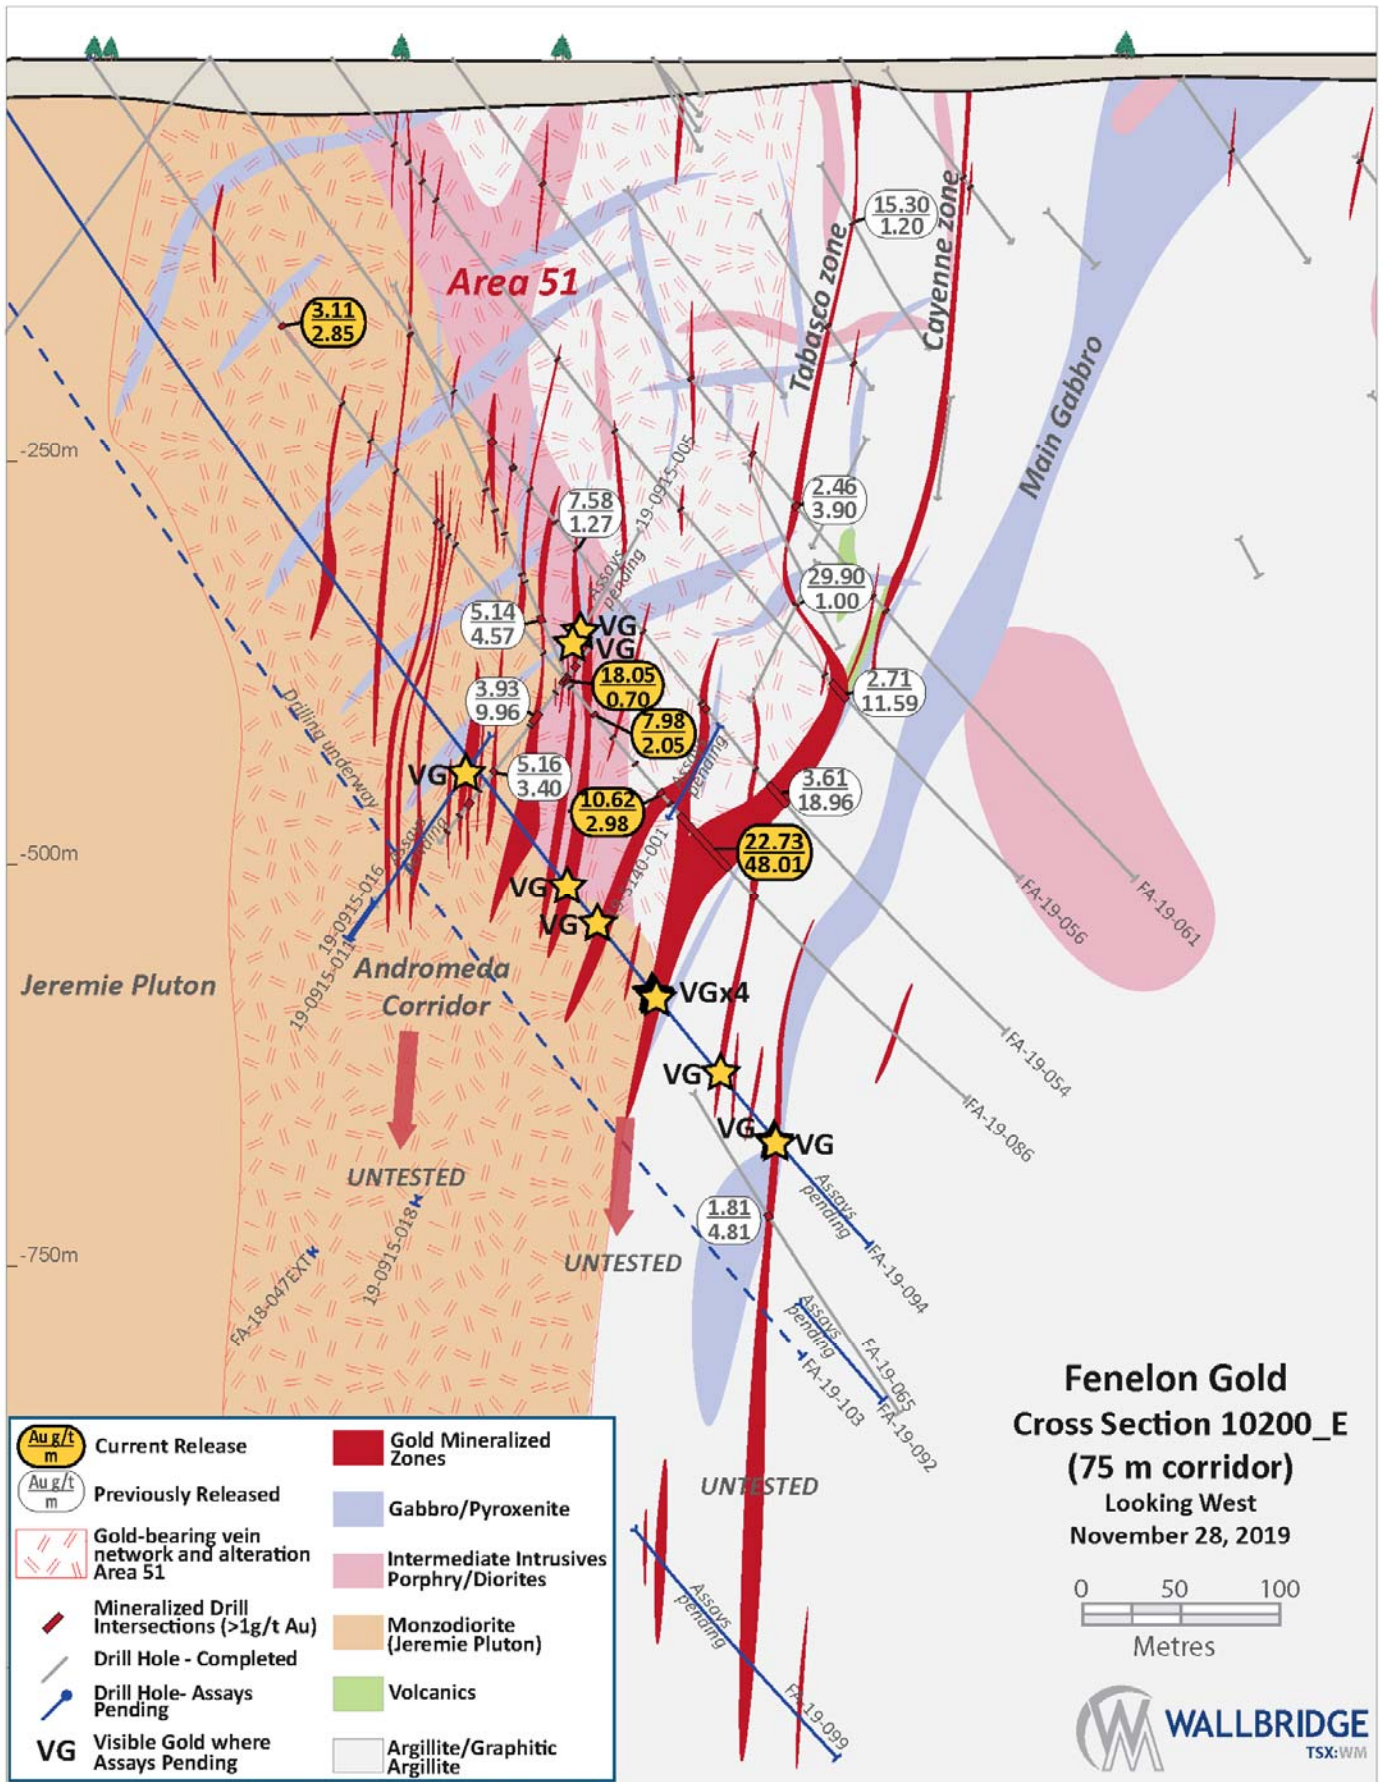 15.30
1.20
Area 51
Tabasco zone
Cayenne zone
3.11
2.85
Main Gabbro
-250m
2.46
3.90
7.58
1.27
19-0915-005
Assays
pending
29.90
1.00
5.14
4.57
VG
VG
18.05
0.70
3.93
9.96
2.71
11.59
7.98
2.05
Drilling underway
Assays
pending
VG
5.16
3.40
3.61
18.96
10.62
2.98
22.73
48.01
-500m
Assays
pending
VG
VG
FA-19-056
FA-19-061
19-0915-016
19-0915-011
Jeremie Pluton
Andromeda
Corridor
VGx4
FA-19-054
VG
FA-19-086
VG
VG
UNTESTED
Assays
pending
1.81
4.81
19-0915-018
UNTESTED
-750m
FA-18-047EXT
FA-19-094
Assays
pending
FA-19-065
FA-19-103
FA-19-092
UNTESTED
Assays
pending
FA-19-099
Fenelon Gold
Cross Section 10200_E
(75 m corridor)
Looking West
November 28, 2019
0 50 100
Metres
WALLBRIDGE
TSX:WM
Au g/t
m
Current Release
Au g/t
m
Previously Released
Gold-bearing vein
network and alteration
Area 51
Mineralized Drill
Intersections (>1g/t Au)
Drill Hole - Completed
Drill Hole- Assays
Pending
VG
Visible Gold where
Assays Pending
Gold Mineralized
Zones
Gabbro/Pyroxenite
Intermediate Intrusives
Porphry/Diorites
Monzodiorite
(Jeremie Pluton)
Volcanics
Argillite/Graphitic
Argillite